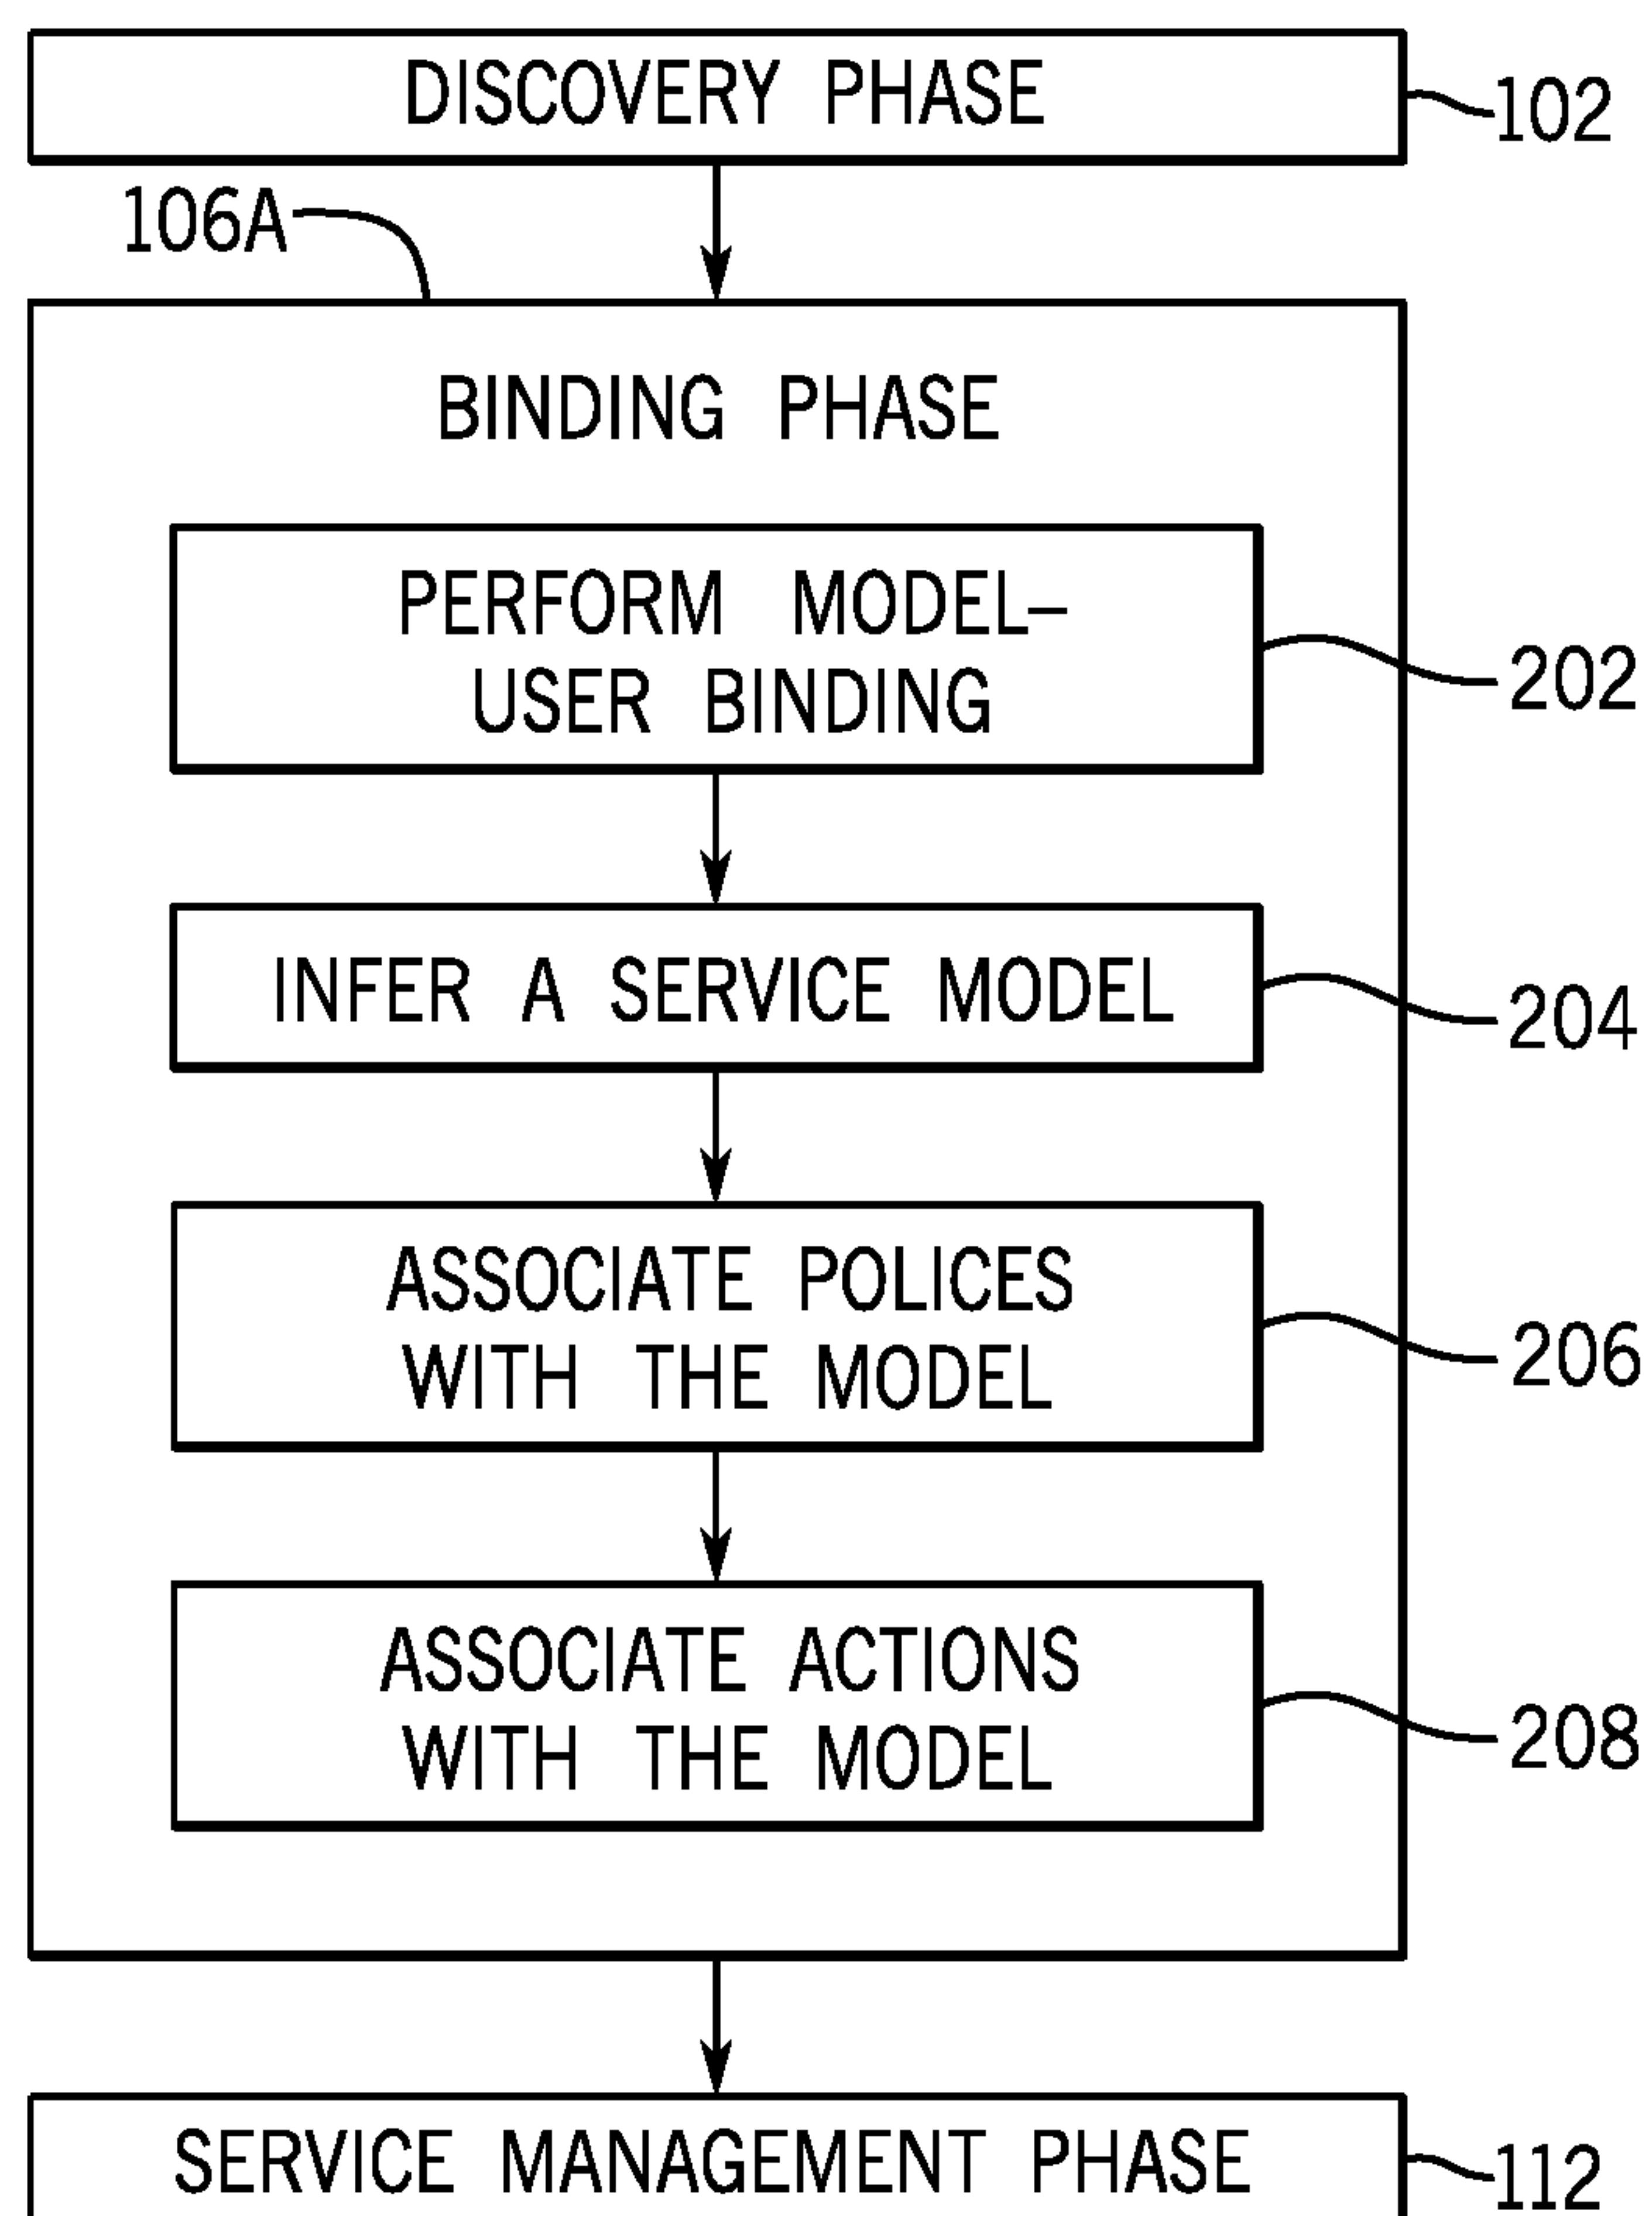 DISCOVERY PHASE
102
106A
BINDING PHASE
PERFORM MODEL–
USER BINDING
202
INFER A SERVICE MODEL
204
ASSOCIATE POLICES
WITH THE MODEL
206
ASSOCIATE ACTIONS
WITH THE MODEL
208
SERVICE MANAGEMENT PHASE
112